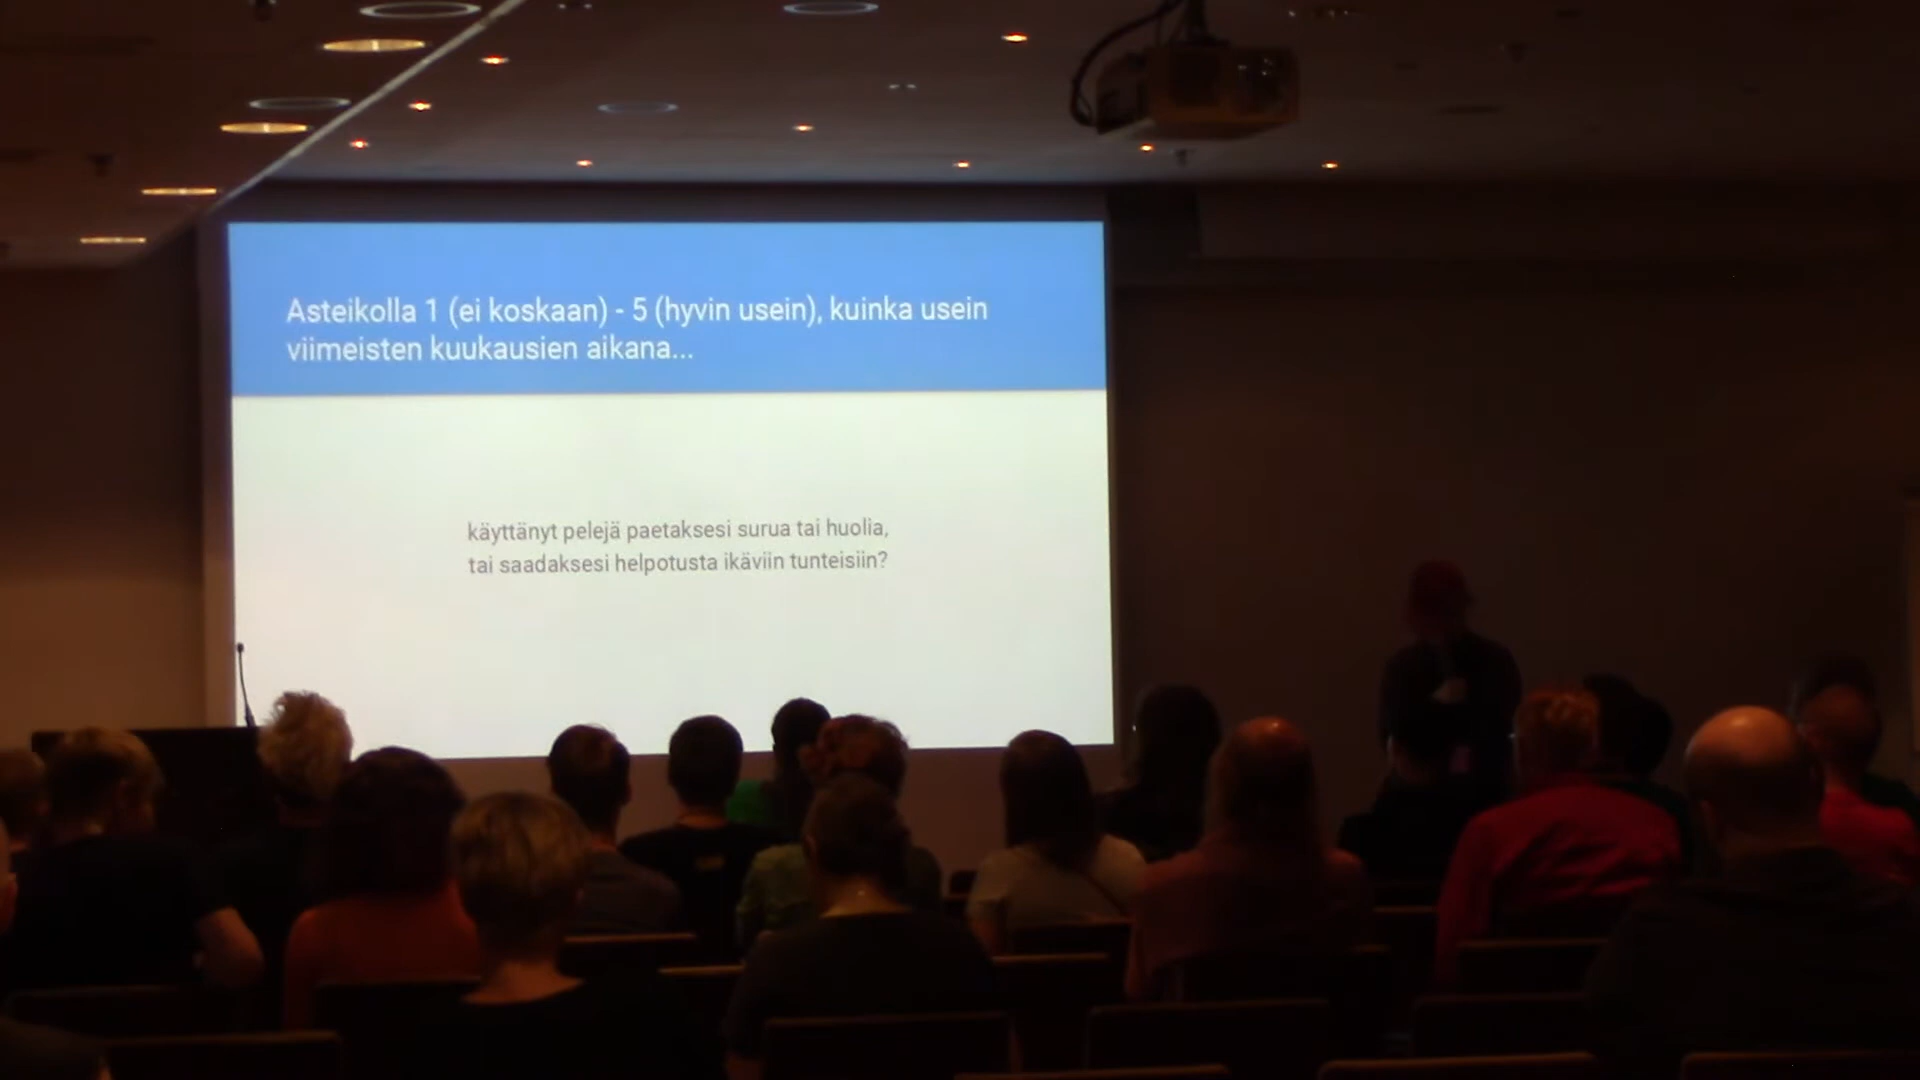 Asteikolla 1 (ei koskaan) - 5 (hyvin usein), kuinka usein
viimeisten kuukausien aikana...
käyttänyt pelejä paetaksesi surua tai huolia,
tai saadaksesi helpotusta ikäviin tunteisiin?